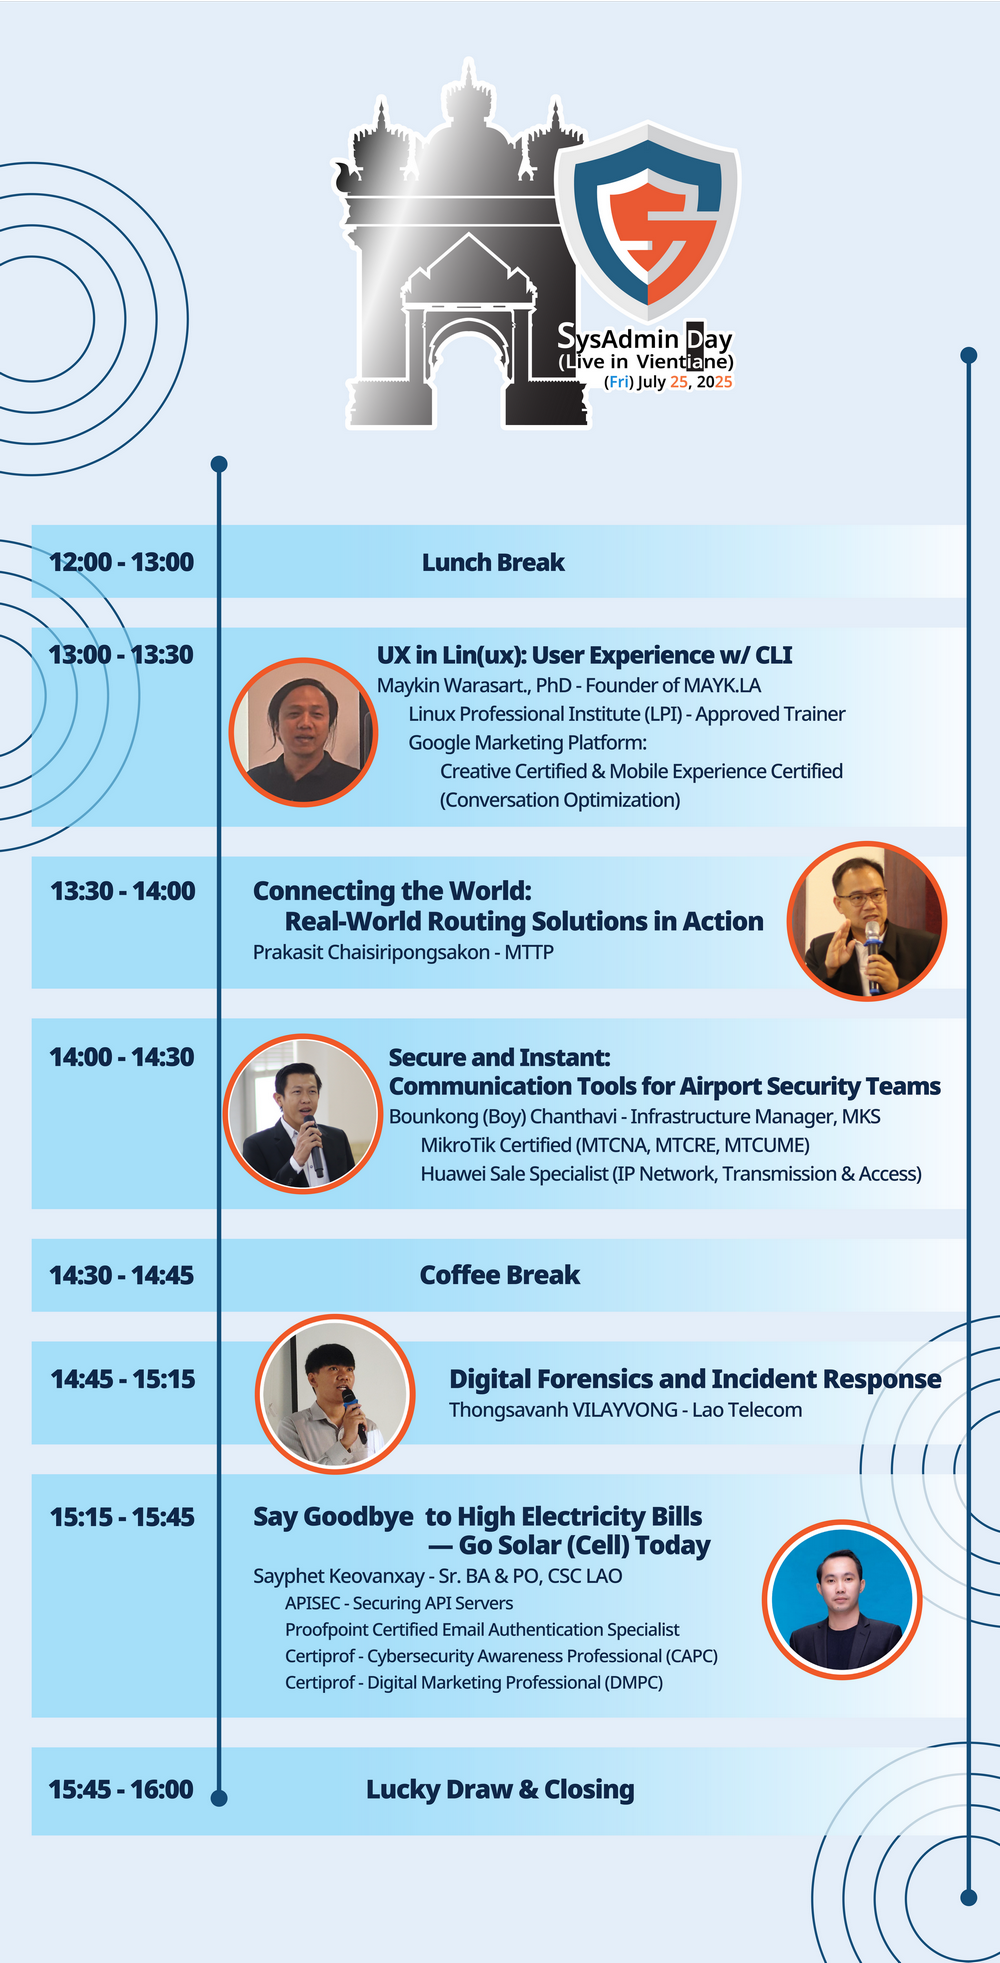 SysAdmin Day
(Live in Vientiane)
(Fri) July 25, 2025
12:00 - 13:00
Lunch Break
13:00 - 13:30
UX in Lin(ux): User Experience w/ CLI
Maykin Warasart., PhD - Founder of MAYK.LA
Linux Professional Institute (LPI) - Approved Trainer
Google Marketing Platform:
Creative Certified & Mobile Experience Certified
(Conversation Optimization)
13:30 - 14:00
Connecting the World:
Real-World Routing Solutions in Action
Prakasit Chaisiripongsakon - MTTP
14:00 - 14:30
Secure and Instant:
Communication Tools for Airport Security Teams
Bounkong (Boy) Chanthavi - Infrastructure Manager, MKS
MikroTik Certified (MTCNA, MTCRE, MTCUME)
Huawei Sale Specialist (IP Network, Transmission & Access)
14:30 - 14:45
Coffee Break
14:45 - 15:15
Digital Forensics and Incident Response
Thongsavanh VILAYVONG - Lao Telecom
15:15 - 15:45
Say Goodbye to High Electricity Bills
— Go Solar (Cell) Today
Sayphet Keovanxay - Sr. BA & PO, CSC LAO
APISEC - Securing API Servers
Proofpoint Certified Email Authentication Specialist
Certiprof - Cybersecurity Awareness Professional (CAPC)
Certiprof - Digital Marketing Professional (DMPC)
15:45 - 16:00
Lucky Draw & Closing